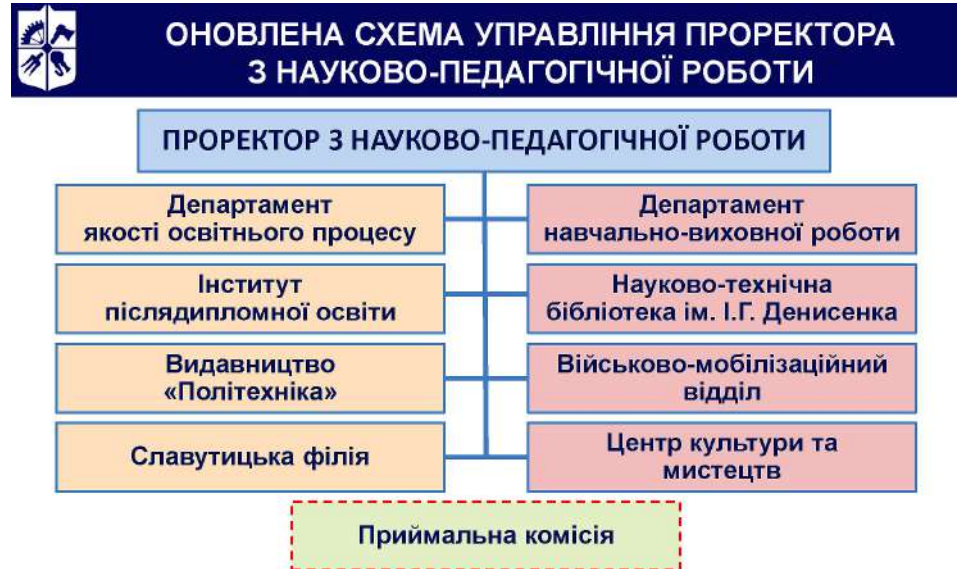 ОНОВЛЕНА СХЕМА УПРАВЛІННЯ ПРОРЕКТОРА
З НАУКОВО-ПЕДАГОГІЧНОЇ РОБОТИ
ПРОРЕКТОР З НАУКОВО-ПЕДАГОГІЧНОЇ РОБОТИ
Департамент
якості освітнього процесу
Департамент
навчально-виховної роботи
Інститут
післядипломної освіти
Науково-технічна
бібліотека ім. І.Г. Денисенка
Видавництво
«Політехніка»
Військово-мобілізаційний
відділ
Славутицька філія
Центр культури та
мистецтв
Приймальна комісія